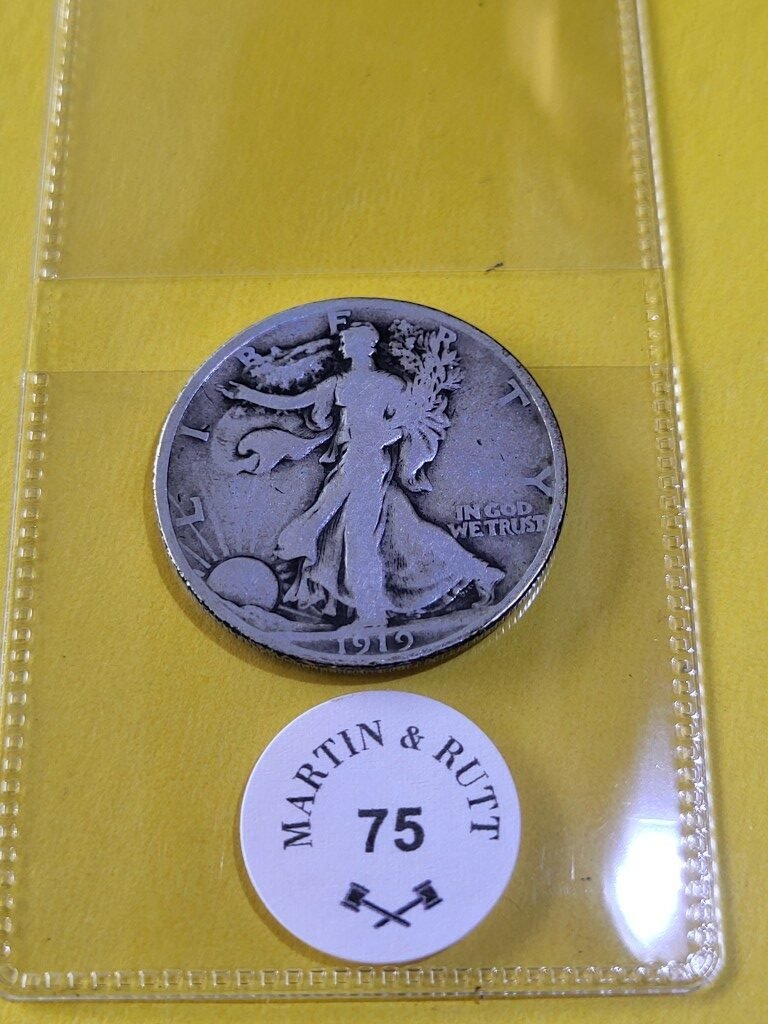 LIBERTY
IN GOD
WE TRUST
1919
MARTIN & RUTT
75